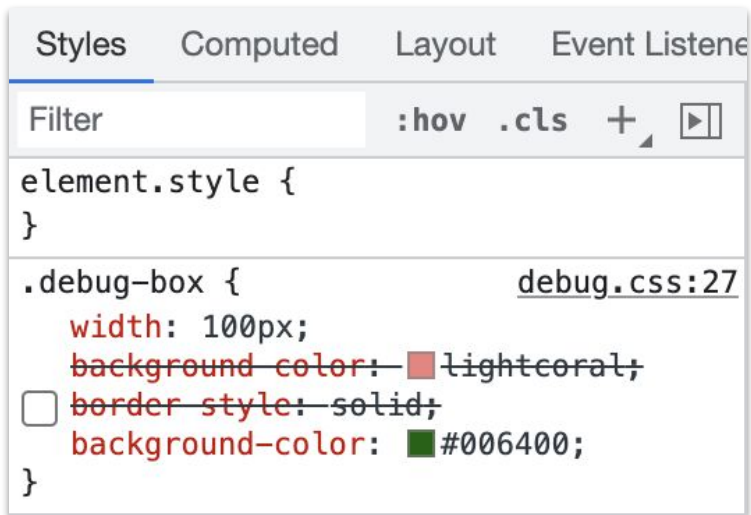 Styles Computed Layout Event Listene
Filter :hov .cls +
element.style {
}
.debug-box { debug.css:27
width: 100px;
background-color: lightcoral;
border-style: solid;
background-color: #006400;
}